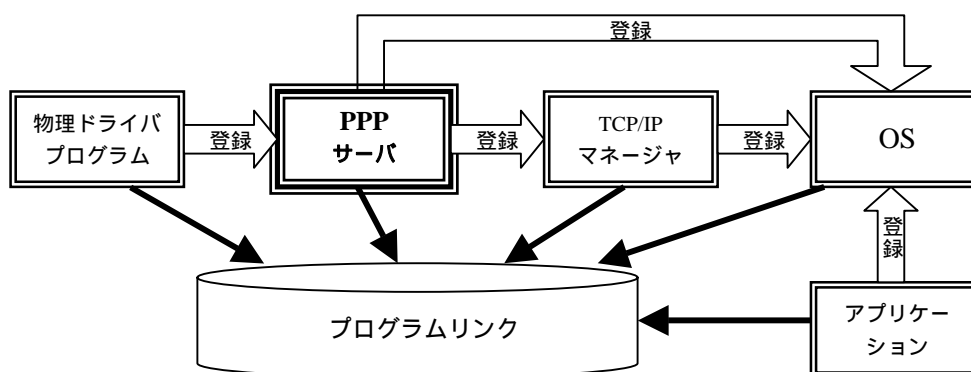 登録
物理ドライバ
プログラム
登録
PPP
サーバ
登録
TCP/IP
マネージャ
登録
OS
登録
プログラムリンク
アプリケー
ション